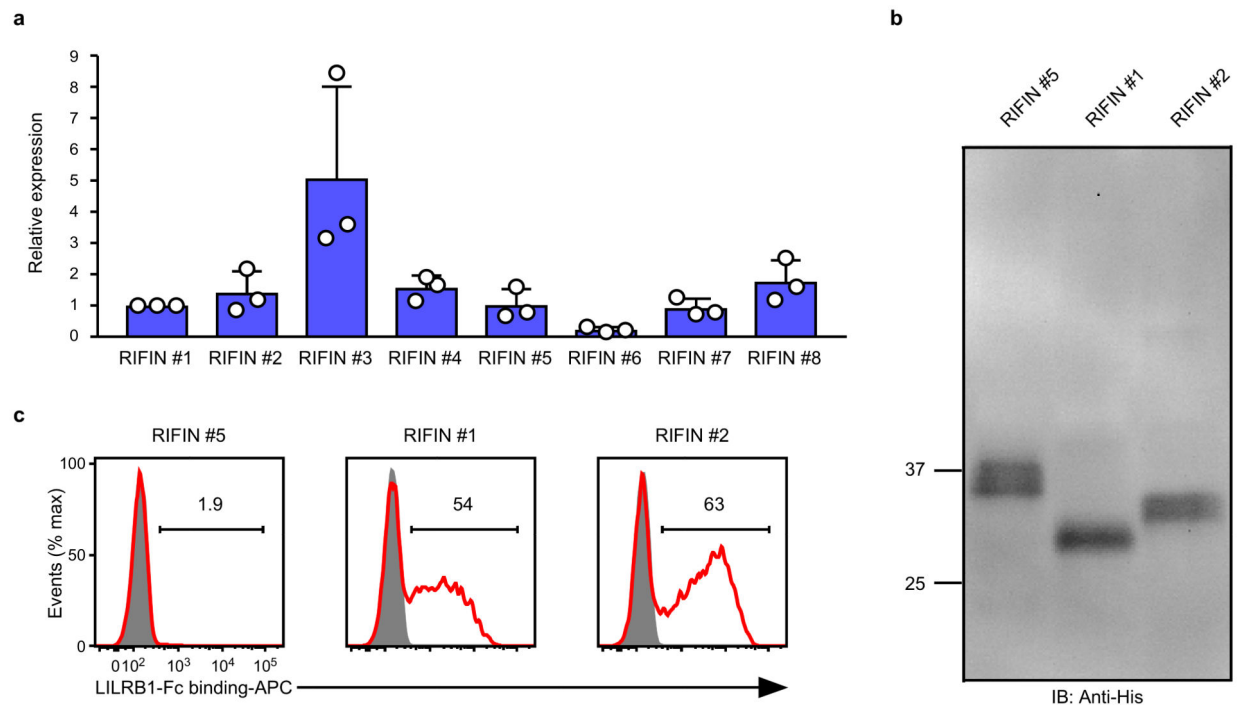 a
9
8
7
6
5
4
3
2
1
0
Relative expression
RIFIN #1 RIFIN #2 RIFIN #3 RIFIN #4 RIFIN #5 RIFIN #6 RIFIN #7 RIFIN #8
b
RIFIN #5 RIFIN #1 RIFIN #2
37
25
IB: Anti-His
c
RIFIN #5 RIFIN #1 RIFIN #2
100
50
0
Events (% max)
1.9 54 63
0 10² 10³ 10⁴ 10⁵
LILRB1-Fc binding-APC